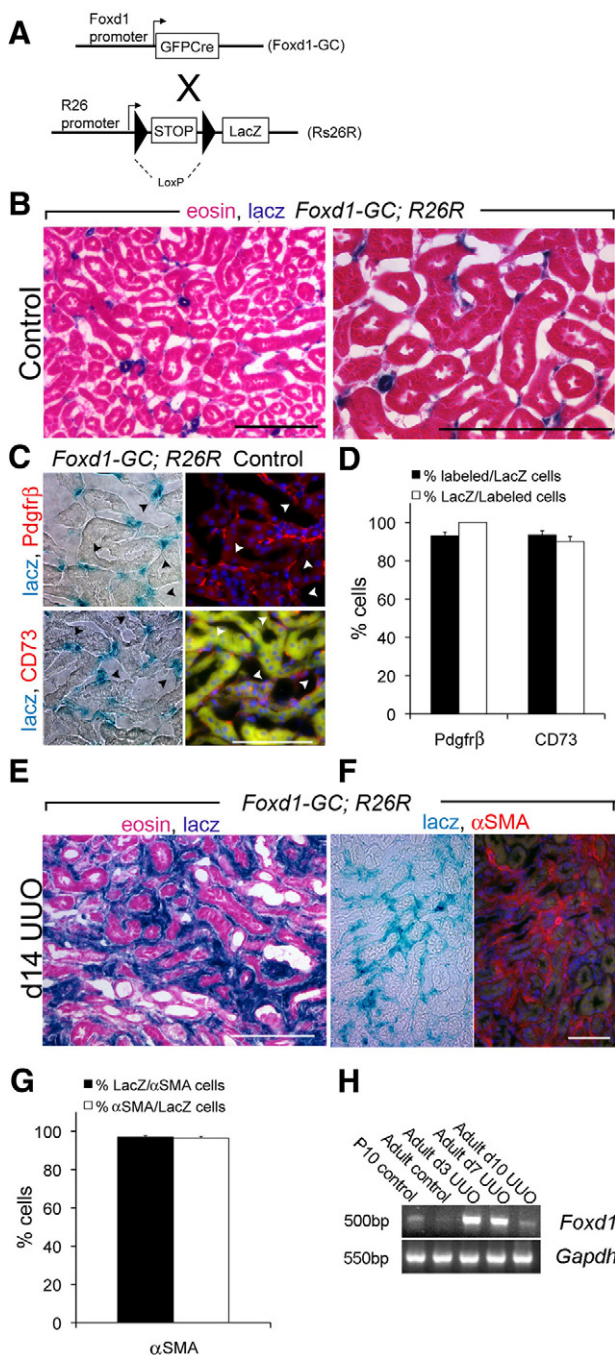 A
Foxd1
promoter
GFPCre
(Foxd1-GC)
X
R26
promoter
STOP
LacZ
(Rs26R)
LoxP
B
eosin, lacz Foxd1-GC; R26R
Control
C
Foxd1-GC; R26R Control
lacz, Pdgfrβ
lacz, CD73
D
% labeled/LacZ cells
% LacZ/Labeled cells
% cells
100
80
60
40
20
0
Pdgfrβ
CD73
E
F
Foxd1-GC; R26R
eosin, lacz
lacz, αSMA
d14 UUO
G
% LacZ/αSMA cells
% αSMA/LacZ cells
% cells
100
80
60
40
20
0
αSMA
H
P10 control
Adult control
Adult d3 UUO
Adult d7 UUO
Adult d10 UUO
500bp
Foxd1
550bp
Gapdh